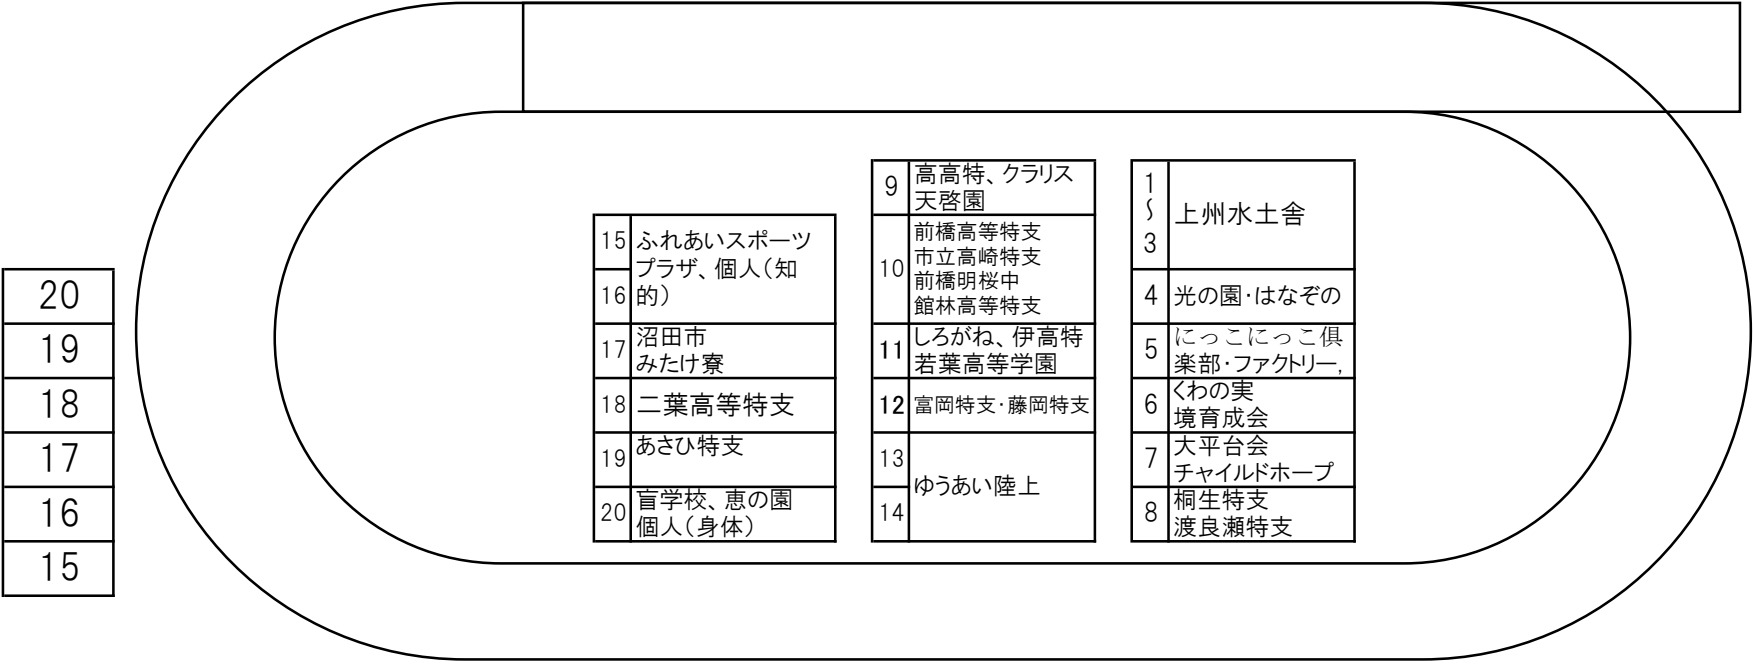 20
19
18
17
16
15
15
16
ふれあいスポーツ
プラザ、個人（知
的）
17
沼田市
みたけ寮
18
二葉高等特支
19
あさひ特支
20
盲学校、恵の園
個人（身体）
9
高高特、クラリス
天啓園
10
前橋高等特支
市立高崎特支
前橋明桜中
館林高等特支
11
しろがね、伊高特
若葉高等学園
12
富岡特支・藤岡特支
13
14
ゆうあい陸上
1
～
3
上州水土舎
4
光の園・はなぞの
5
にっこにっこ倶
楽部・ファクトリー,
6
くわの実
境育成会
7
大平台会
チャイルドホープ
8
桐生特支
渡良瀬特支